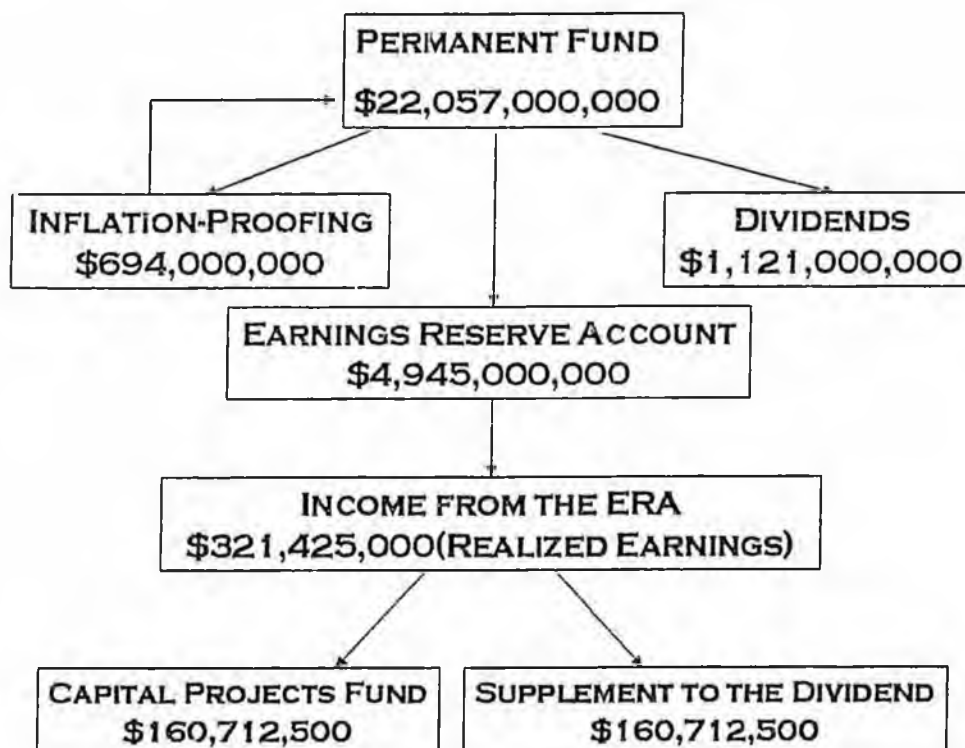 PERMANENT FUND
$22,057,000,000
INFLATION-PROOFING
$694,000,000
DIVIDENDS
$1,121,000,000
EARNINGS RESERVE ACCOUNT
$4,945,000,000
INCOME FROM THE ERA
$321,425,000(REALIZED EARNINGS)
CAPITAL PROJECTS FUND
$160,712,500
SUPPLEMENT TO THE DIVIDEND
$160,712,500